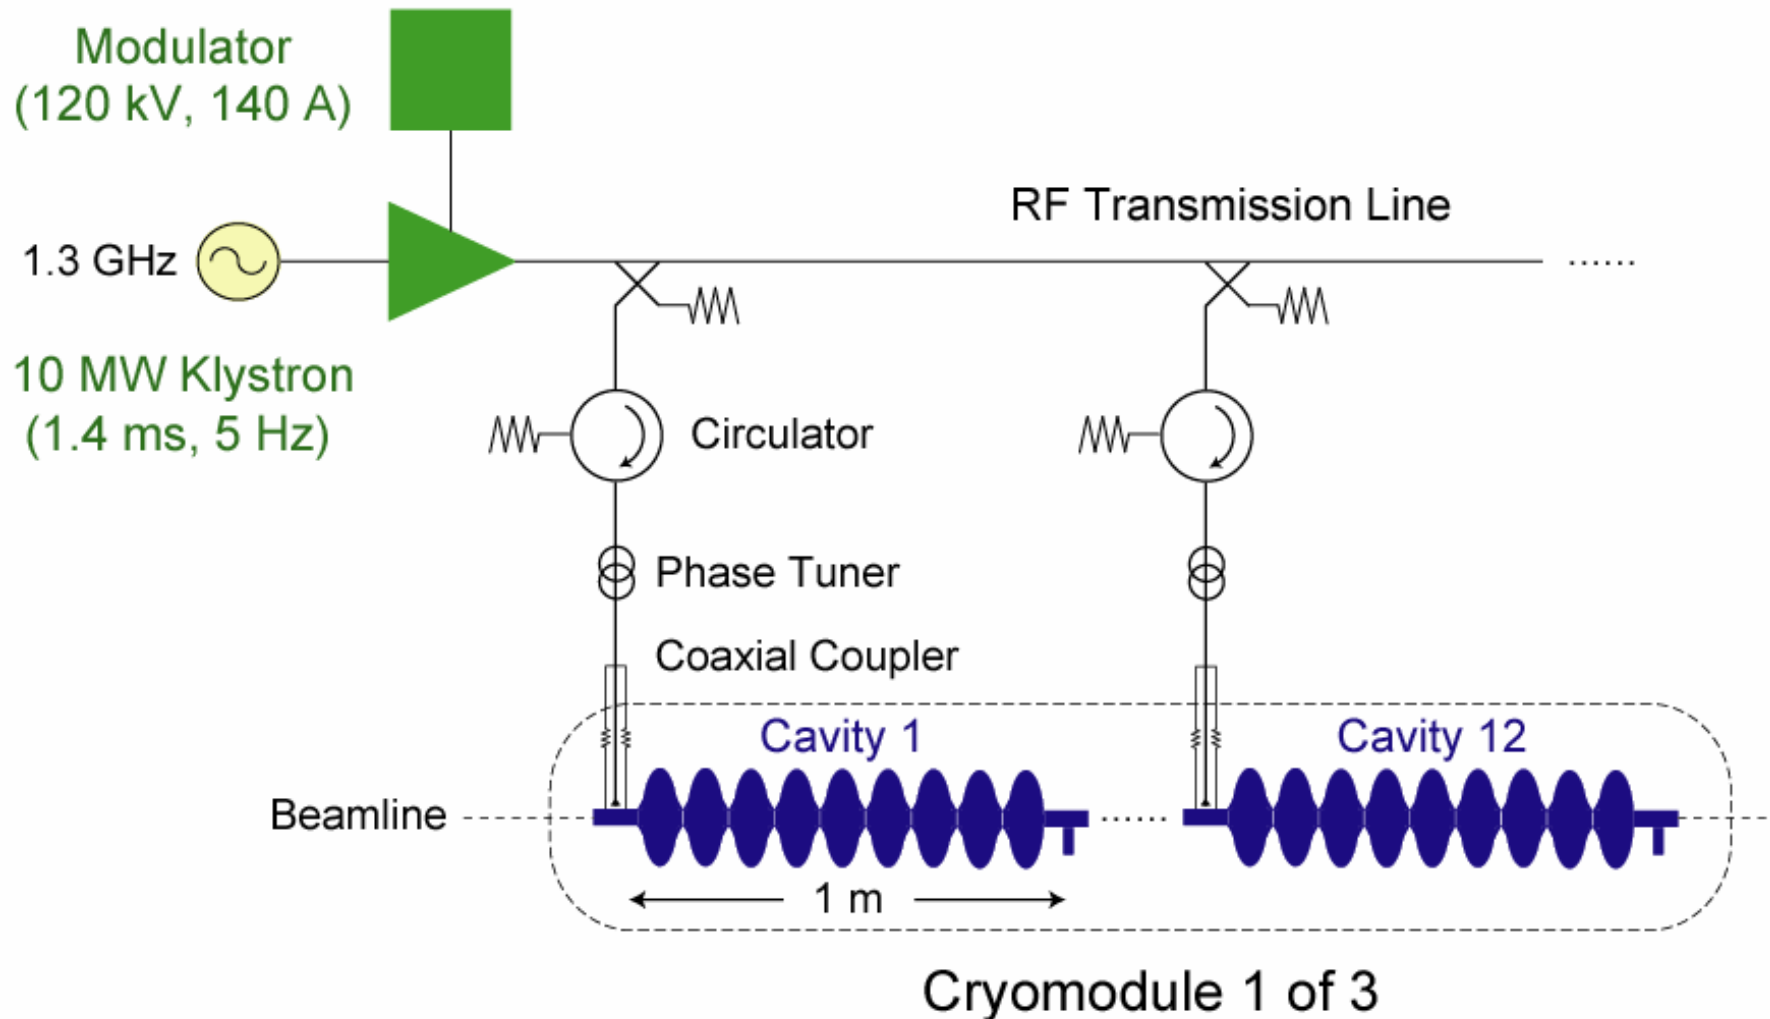 Modulator
(120 kV, 140 A)
RF Transmission Line
1.3 GHz
......
10 MW Klystron
(1.4 ms, 5 Hz)
Circulator
Phase Tuner
Coaxial Coupler
Cavity 1
Cavity 12
Beamline
......
1 m
Cryomodule 1 of 3